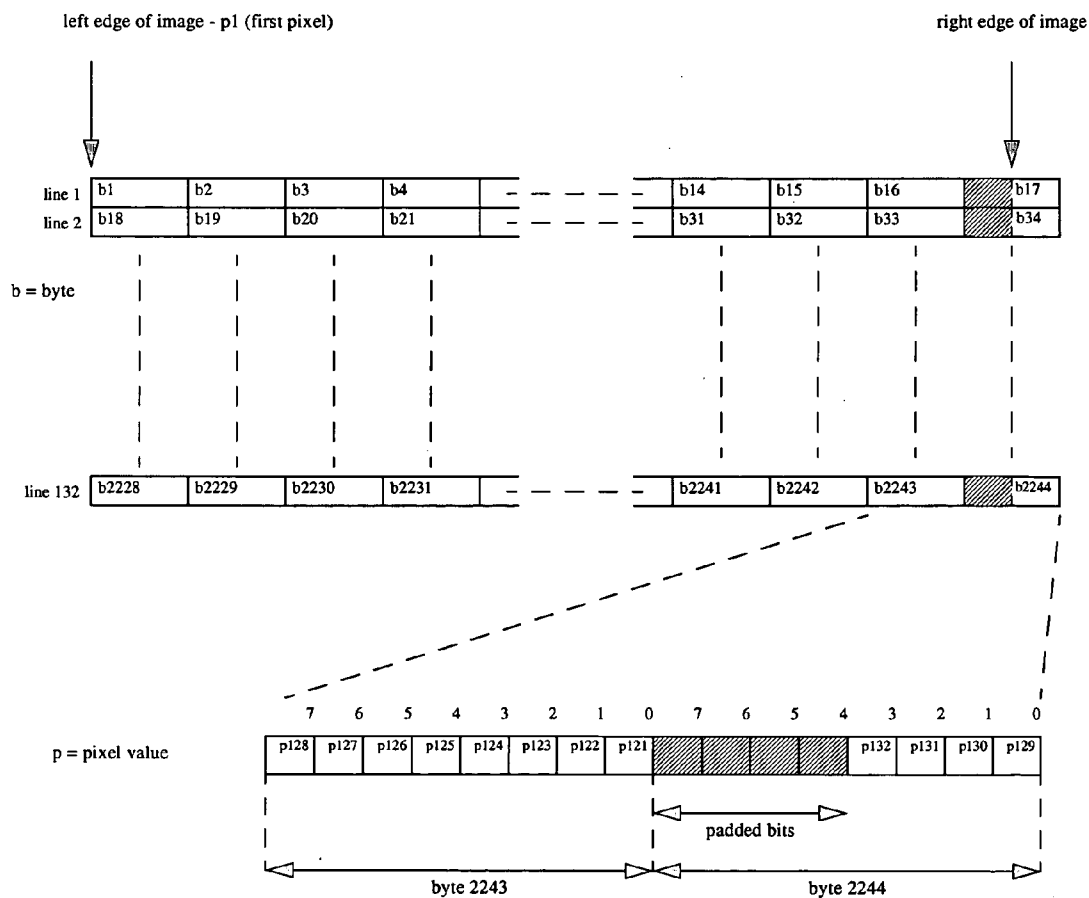 left edge of image - p1 (first pixel) right edge of image
line 1 b1 b2 b3 b4 b14 b15 b16 b17
line 2 b18 b19 b20 b21 b31 b32 b33 b34
b = byte
line 132 b2228 b2229 b2230 b2231 b2241 b2242 b2243 b2244
7 6 5 4 3 2 1 0 7 6 5 4 3 2 1 0
p = pixel value p128 p127 p126 p125 p124 p123 p122 p121 p132 p131 p130 p129
padded bits
byte 2243 byte 2244